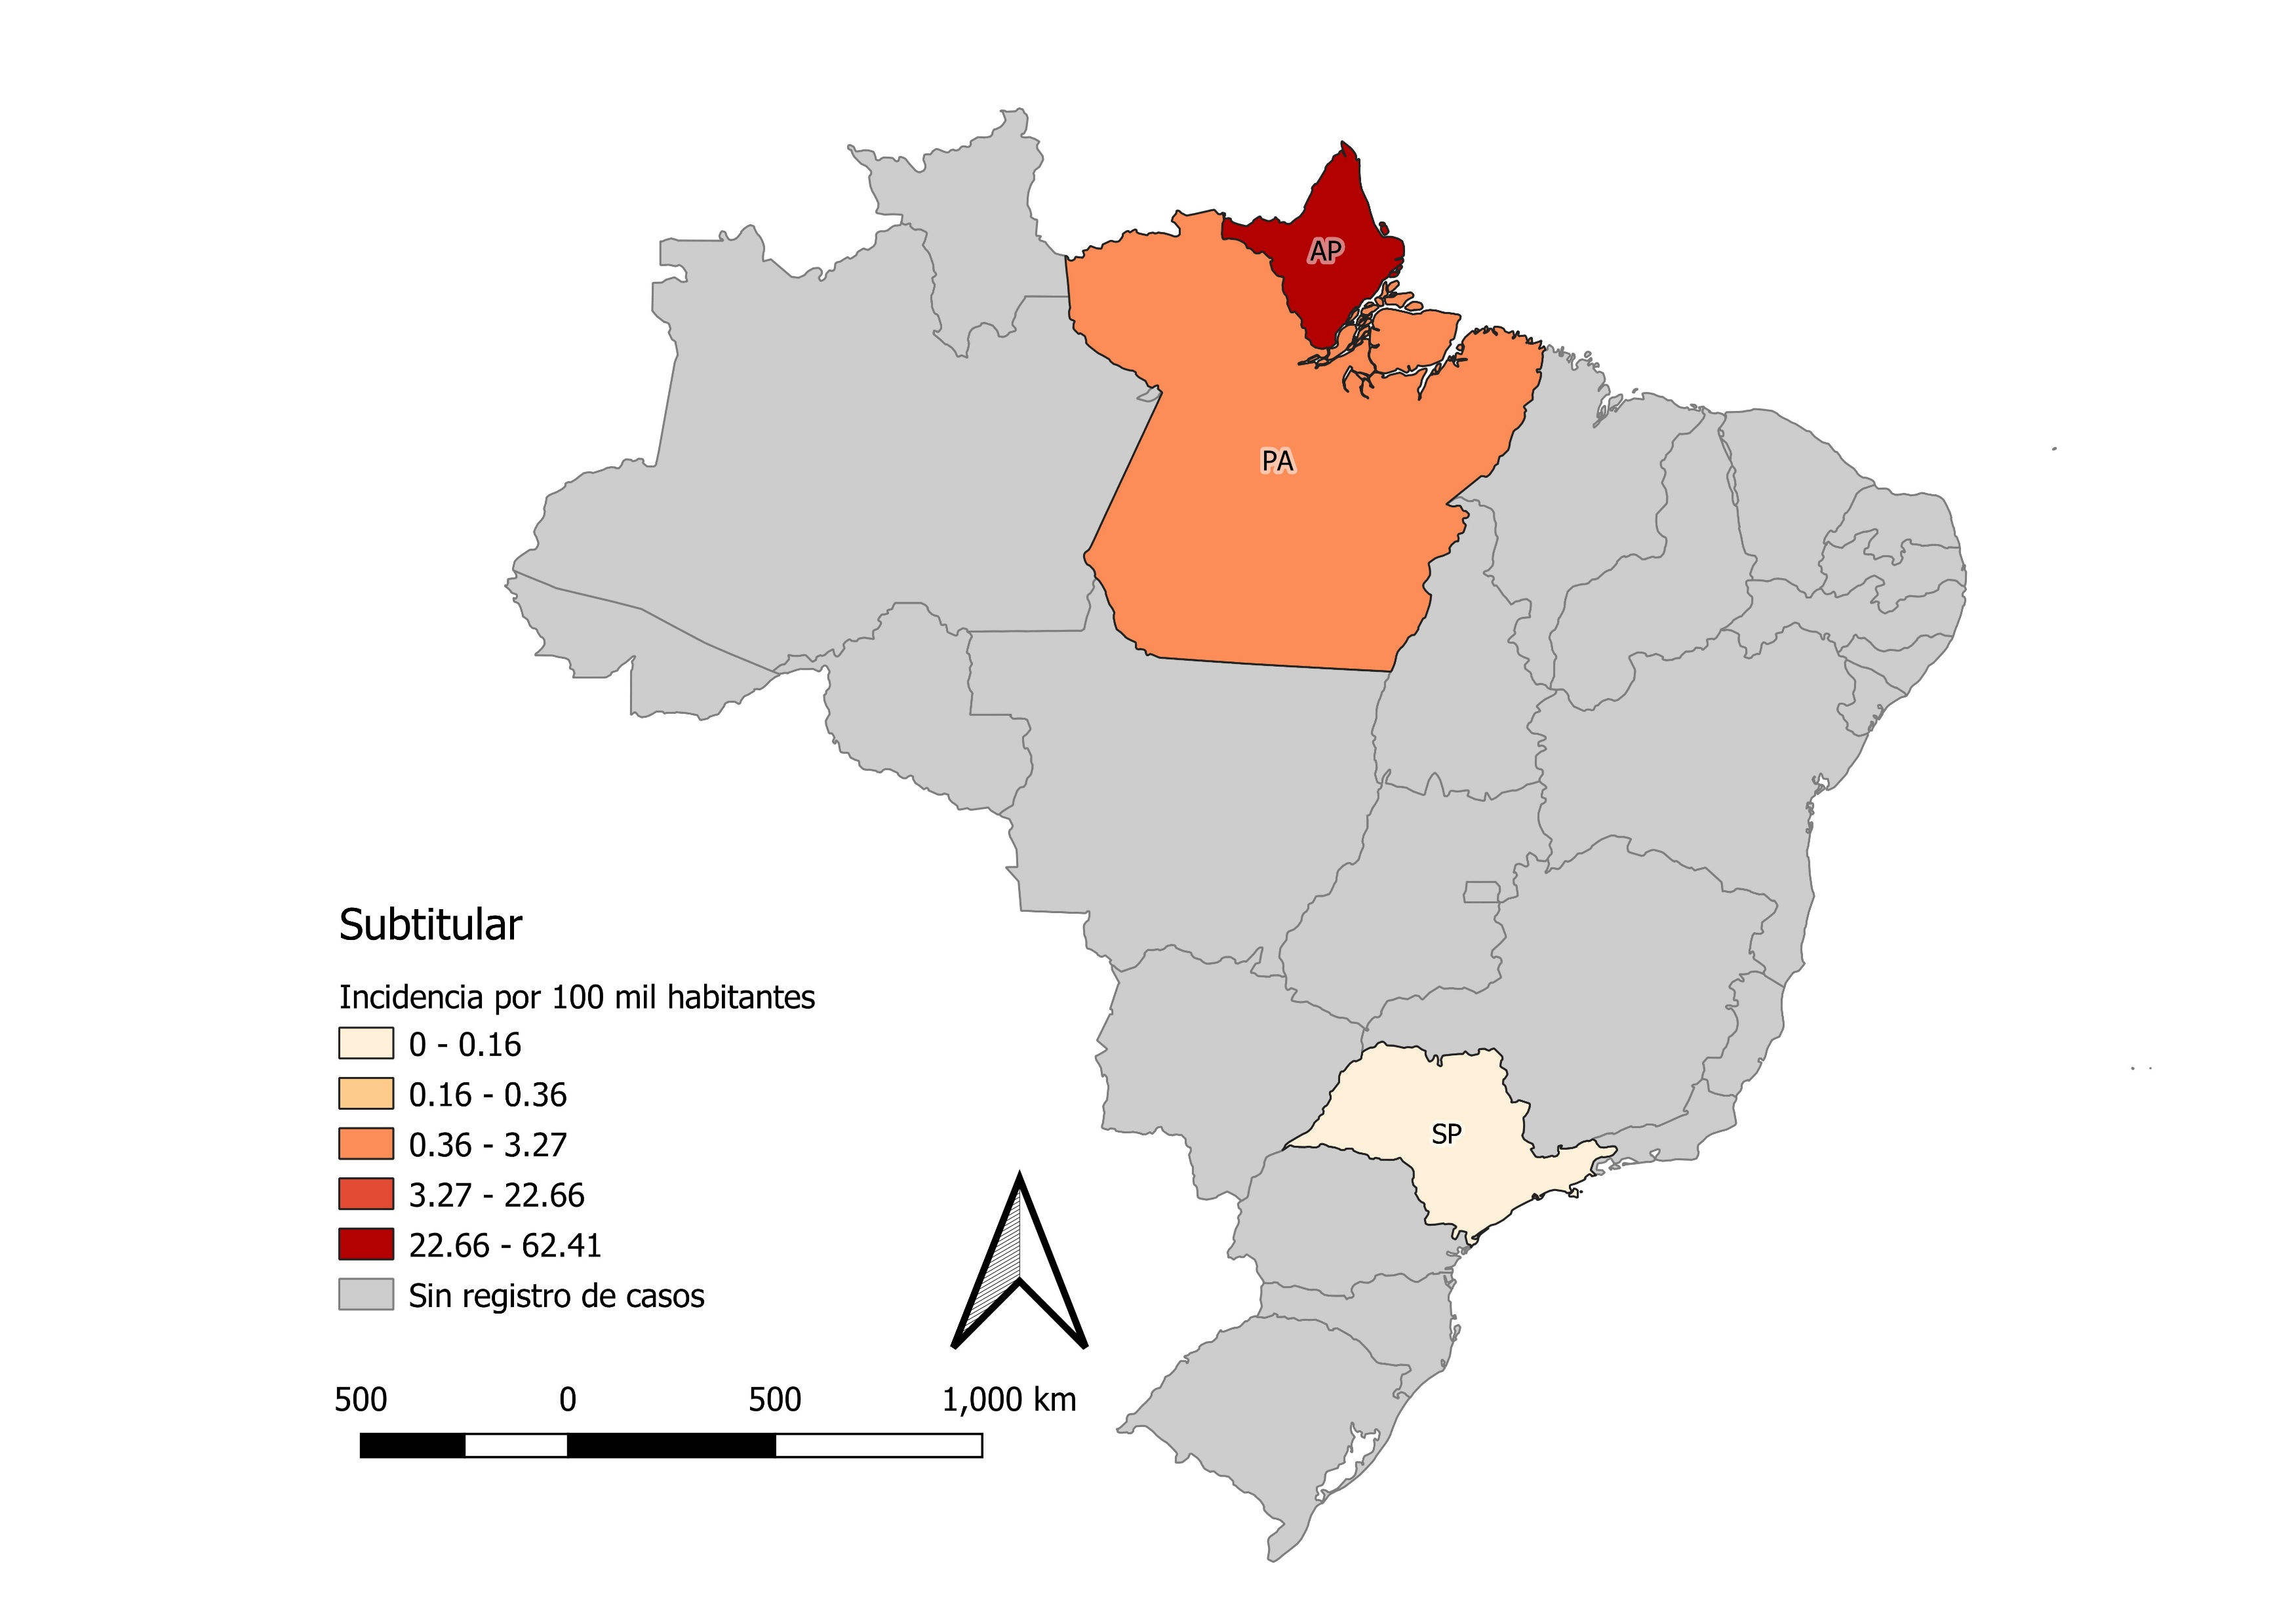 AP
PA
SP
Subtitular
Incidencia por 100 mil habitantes
0 - 0.16
0.16 - 0.36
0.36 - 3.27
3.27 - 22.66
22.66 - 62.41
Sin registro de casos
500 0 500 1,000 km